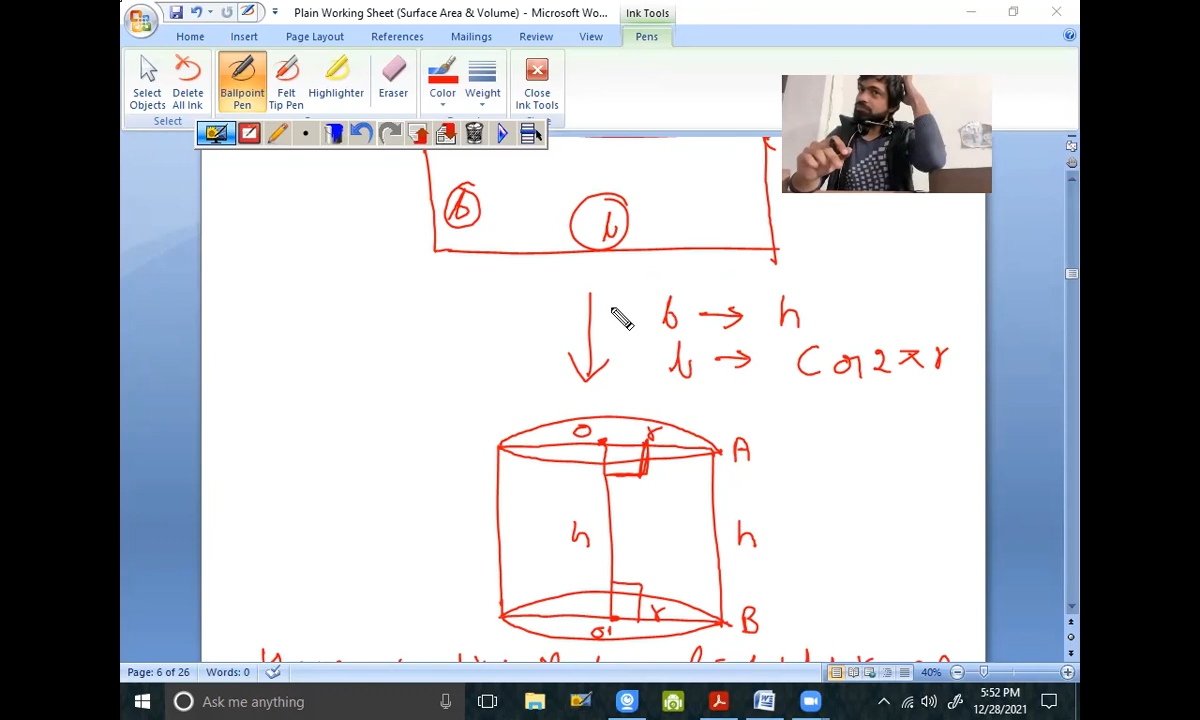 Plain Working Sheet (Surface Area & Volume) - Microsoft Wo...
Ink Tools
Home Insert Page Layout References Mailings Review View Pens
Select Objects
Delete All Ink
Ballpoint Pen
Felt Tip Pen
Highlighter
Eraser
Color
Weight
Close Ink Tools
Select
b
l
b → h
l → C or 2πr
O r A
h h
r B
O'
Page: 6 of 26 Words: 0 40%
Ask me anything
5:52 PM
12/28/2021